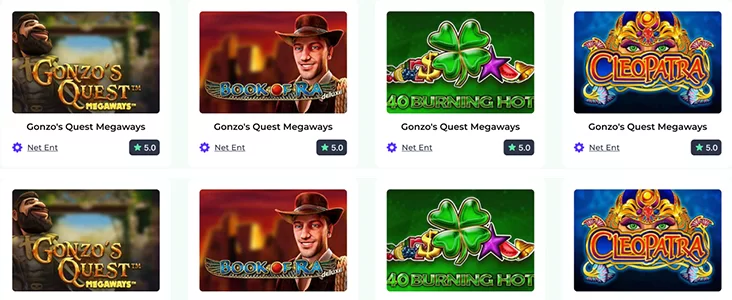 GONZO'S
QUEST™
MEGAWAYS™
BOOK OF RA
deluxe
40 BURNING HOT
CLEOPATRA
Gonzo's Quest Megaways
Gonzo's Quest Megaways
Gonzo's Quest Megaways
Gonzo's Quest Megaways
Net Ent
5.0
Net Ent
5.0
Net Ent
5.0
Net Ent
5.0
GONZO'S
QUEST™
MEGAWAYS™
BOOK OF RA
deluxe
40 BURNING HOT
CLEOPATRA